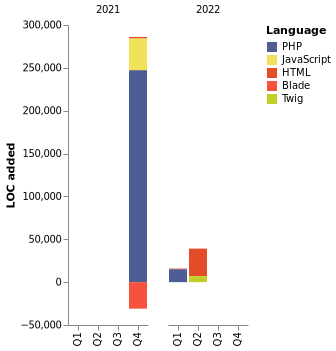 2021 2022
Language
PHP
JavaScript
HTML
Blade
Twig
LOC added
300,000
250,000
200,000
150,000
100,000
50,000
0
−50,000
Q1 Q2 Q3 Q4 Q1 Q2 Q3 Q4